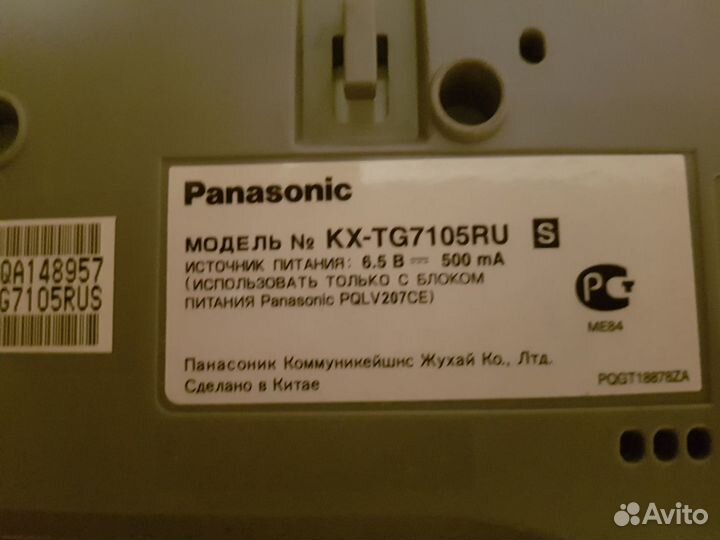 Panasonic
МОДЕЛЬ № KX-TG7105RU S
ИСТОЧНИК ПИТАНИЯ: 6.5 В ⎓ 500 mA
(ИСПОЛЬЗОВАТЬ ТОЛЬКО С БЛОКОМ
ПИТАНИЯ Panasonic PQLV207CE)
РСТ
ME84
Панасоник Коммуникейшнс Жухай Ко., Лтд.
Сделано в Китае
PQGT18878ZA
QA148957
G7105RUS
Avito